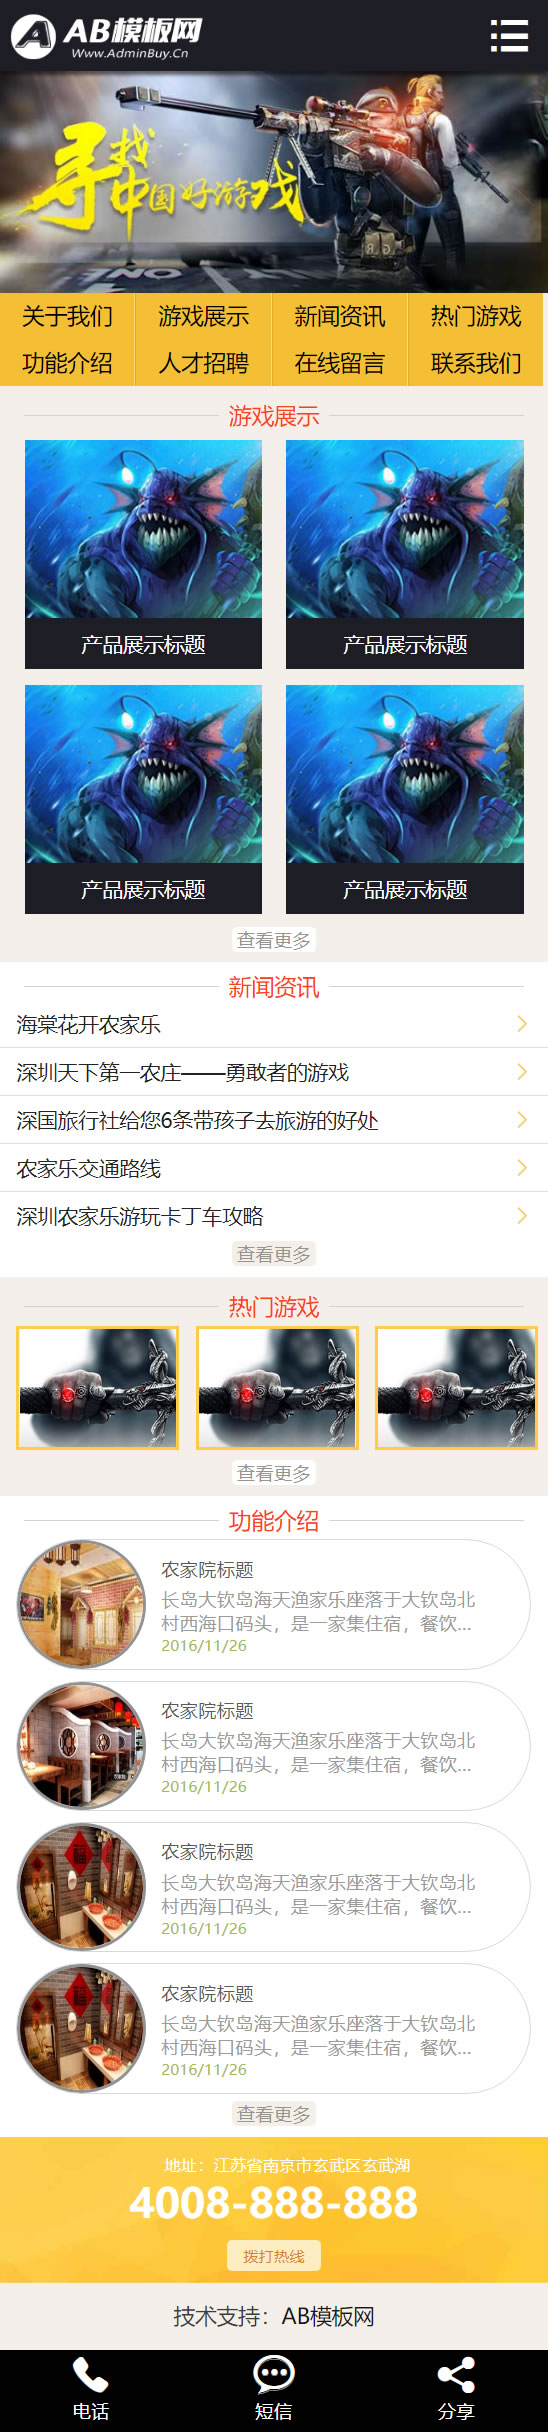 AB模板网
Www.AdminBuy.Cn
寻找
中国好游戏
关于我们 游戏展示 新闻资讯 热门游戏
功能介绍 人才招聘 在线留言 联系我们
游戏展示
产品展示标题 产品展示标题
产品展示标题 产品展示标题
查看更多
新闻资讯
海棠花开农家乐
深圳天下第一农庄——勇敢者的游戏
深国旅行社给您6条带孩子去旅游的好处
农家乐交通路线
深圳农家乐游玩卡丁车攻略
查看更多
热门游戏
查看更多
功能介绍
农家院标题
长岛大钦岛海天渔家乐座落于大钦岛北
村西海口码头，是一家集住宿，餐饮...
2016/11/26
农家院标题
长岛大钦岛海天渔家乐座落于大钦岛北
村西海口码头，是一家集住宿，餐饮...
2016/11/26
农家院标题
长岛大钦岛海天渔家乐座落于大钦岛北
村西海口码头，是一家集住宿，餐饮...
2016/11/26
农家院标题
长岛大钦岛海天渔家乐座落于大钦岛北
村西海口码头，是一家集住宿，餐饮...
2016/11/26
查看更多
地址：江苏省南京市玄武区玄武湖
4008-888-888
拨打热线
技术支持：AB模板网
电话 短信 分享